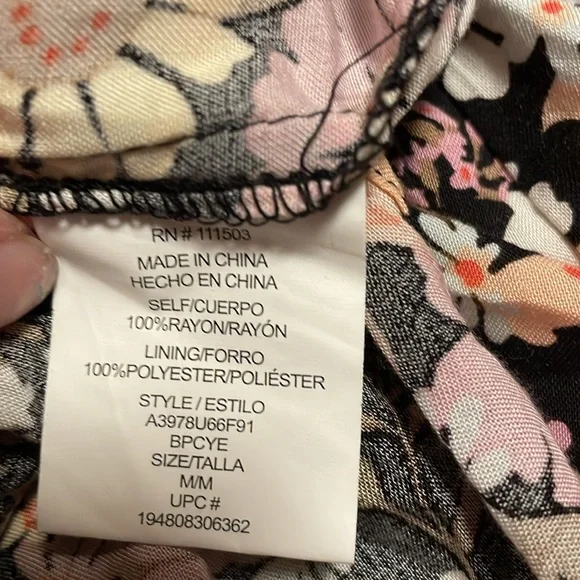 RN # 111503
MADE IN CHINA
HECHO EN CHINA
SELF/CUERPO
100%RAYON/RAYÓN
LINING/FORRO
100%POLYESTER/POLIÉSTER
STYLE / ESTILO
A3978U66F91
BPCYE
SIZE/TALLA
M/M
UPC #
194808306362